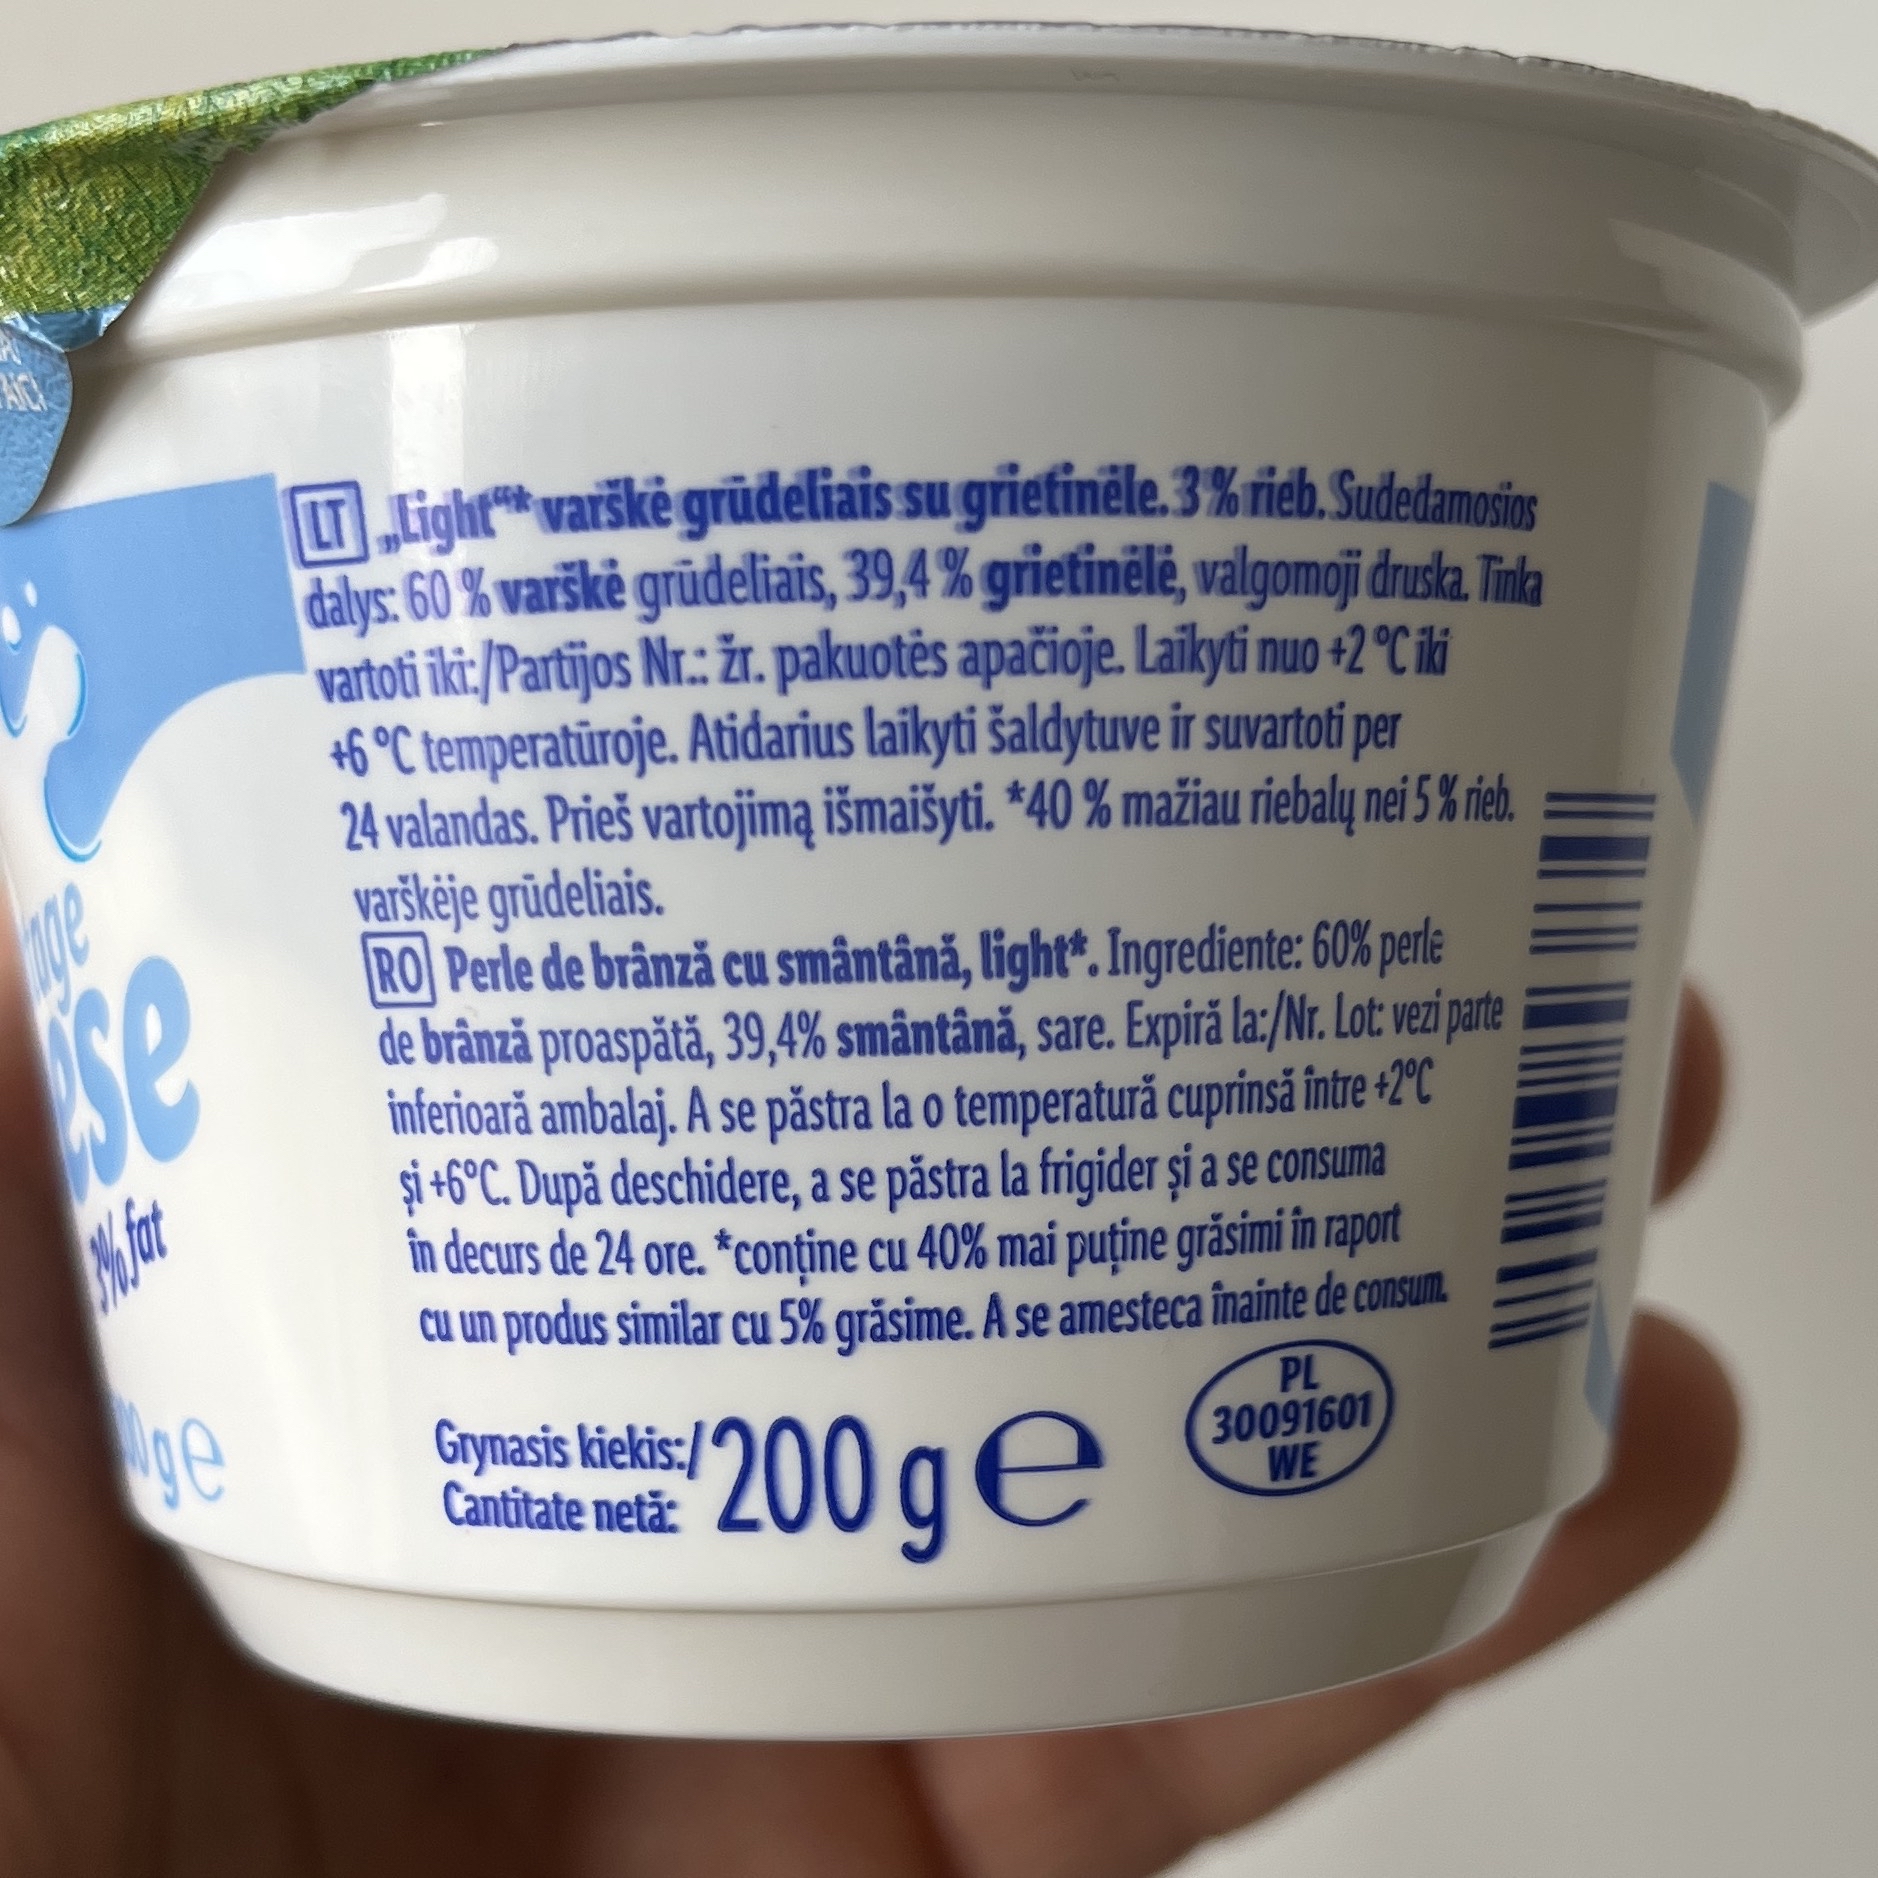 LT „Light“* varškė grūdeliais su grietinėle. 3 % rieb. Sudedamosios
dalys: 60 % varškė grūdeliais, 39,4 % grietinėlė, valgomoji druska. Tinka
vartoti iki:/Partijos Nr.: žr. pakuotės apačioje. Laikyti nuo +2 °C iki
+6 °C temperatūroje. Atidarius laikyti šaldytuve ir suvartoti per
24 valandas. Prieš vartojimą išmaišyti. *40 % mažiau riebalų nei 5 % rieb.
varškėje grūdeliais.
RO Perle de brânză cu smântână, light*. Ingrediente: 60% perle
de brânză proaspătă, 39,4% smântână, sare. Expiră la:/Nr. Lot: vezi parte
inferioară ambalaj. A se păstra la o temperatură cuprinsă între +2°C
și +6°C. După deschidere, a se păstra la frigider și a se consuma
în decurs de 24 ore. *conține cu 40% mai puține grăsimi în raport
cu un produs similar cu 5% grăsime. A se amesteca înainte de consum.
Grynasis kiekis:/
Cantitate netă: 200 g e
PL
30091601
WE
3% fat